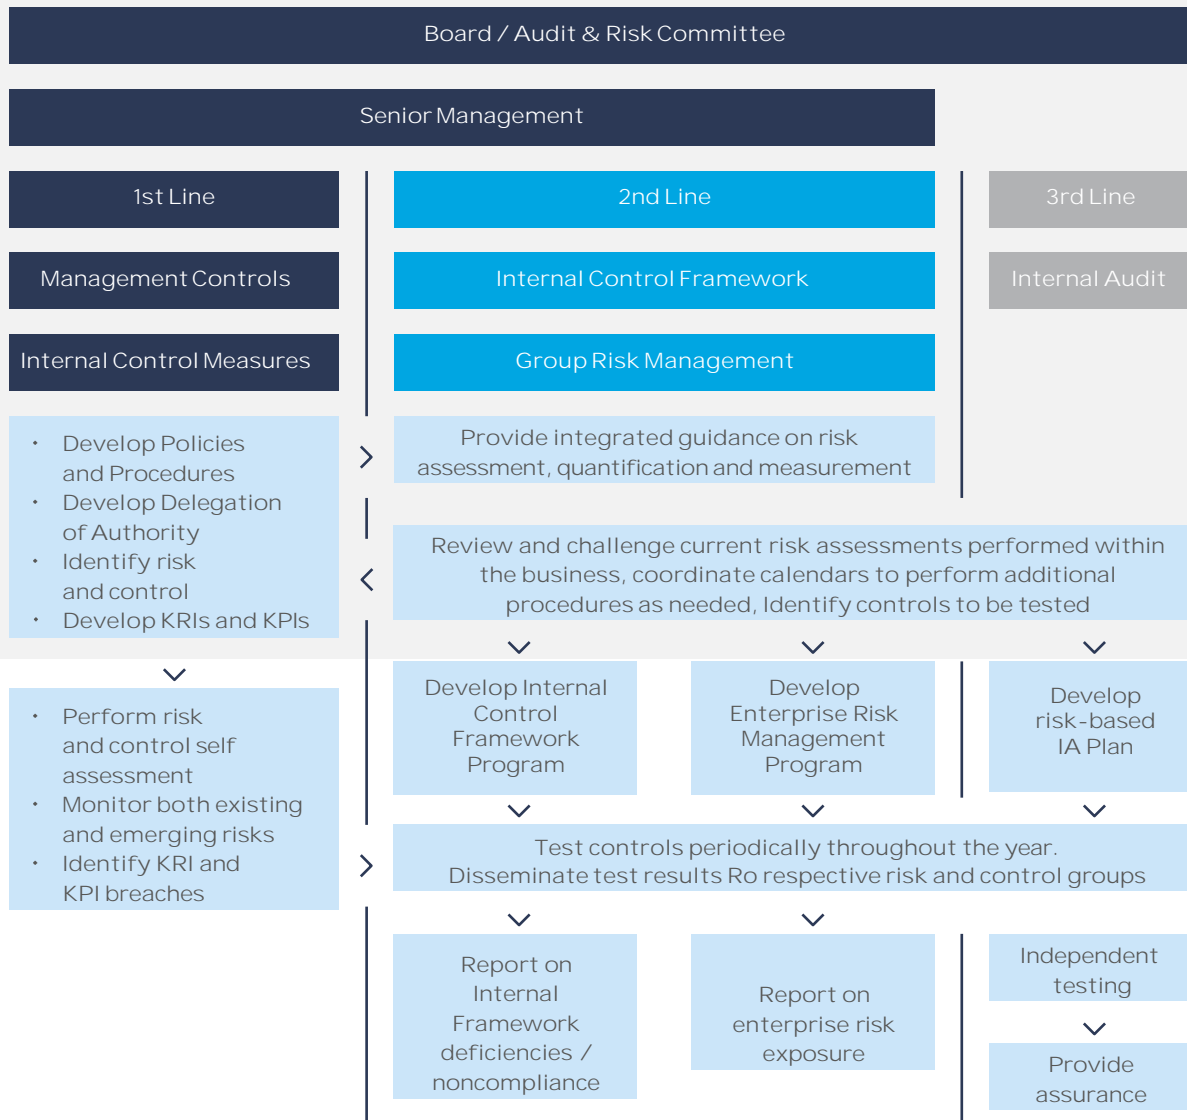 Board / Audit & Risk Committee
Senior Management
1st Line
2nd Line
3rd Line
Management Controls
Internal Control Framework
Internal Audit
Internal Control Measures
Group Risk Management
• Develop Policies
and Procedures
• Develop Delegation
of Authority
• Identify risk
and control
• Develop KRIs and KPIs
Provide integrated guidance on risk
assessment, quantification and measurement
Review and challenge current risk assessments performed within
the business, coordinate calendars to perform additional
procedures as needed, Identify controls to be tested
• Perform risk
and control self
assessment
• Monitor both existing
and emerging risks
• Identify KRI and
KPI breaches
Develop Internal
Control
Framework
Program
Develop
Enterprise Risk
Management
Program
Develop
risk-based
IA Plan
Test controls periodically throughout the year.
Disseminate test results Ro respective risk and control groups
Report on
Internal
Framework
deficiencies /
noncompliance
Report on
enterprise risk
exposure
Independent
testing
Provide
assurance